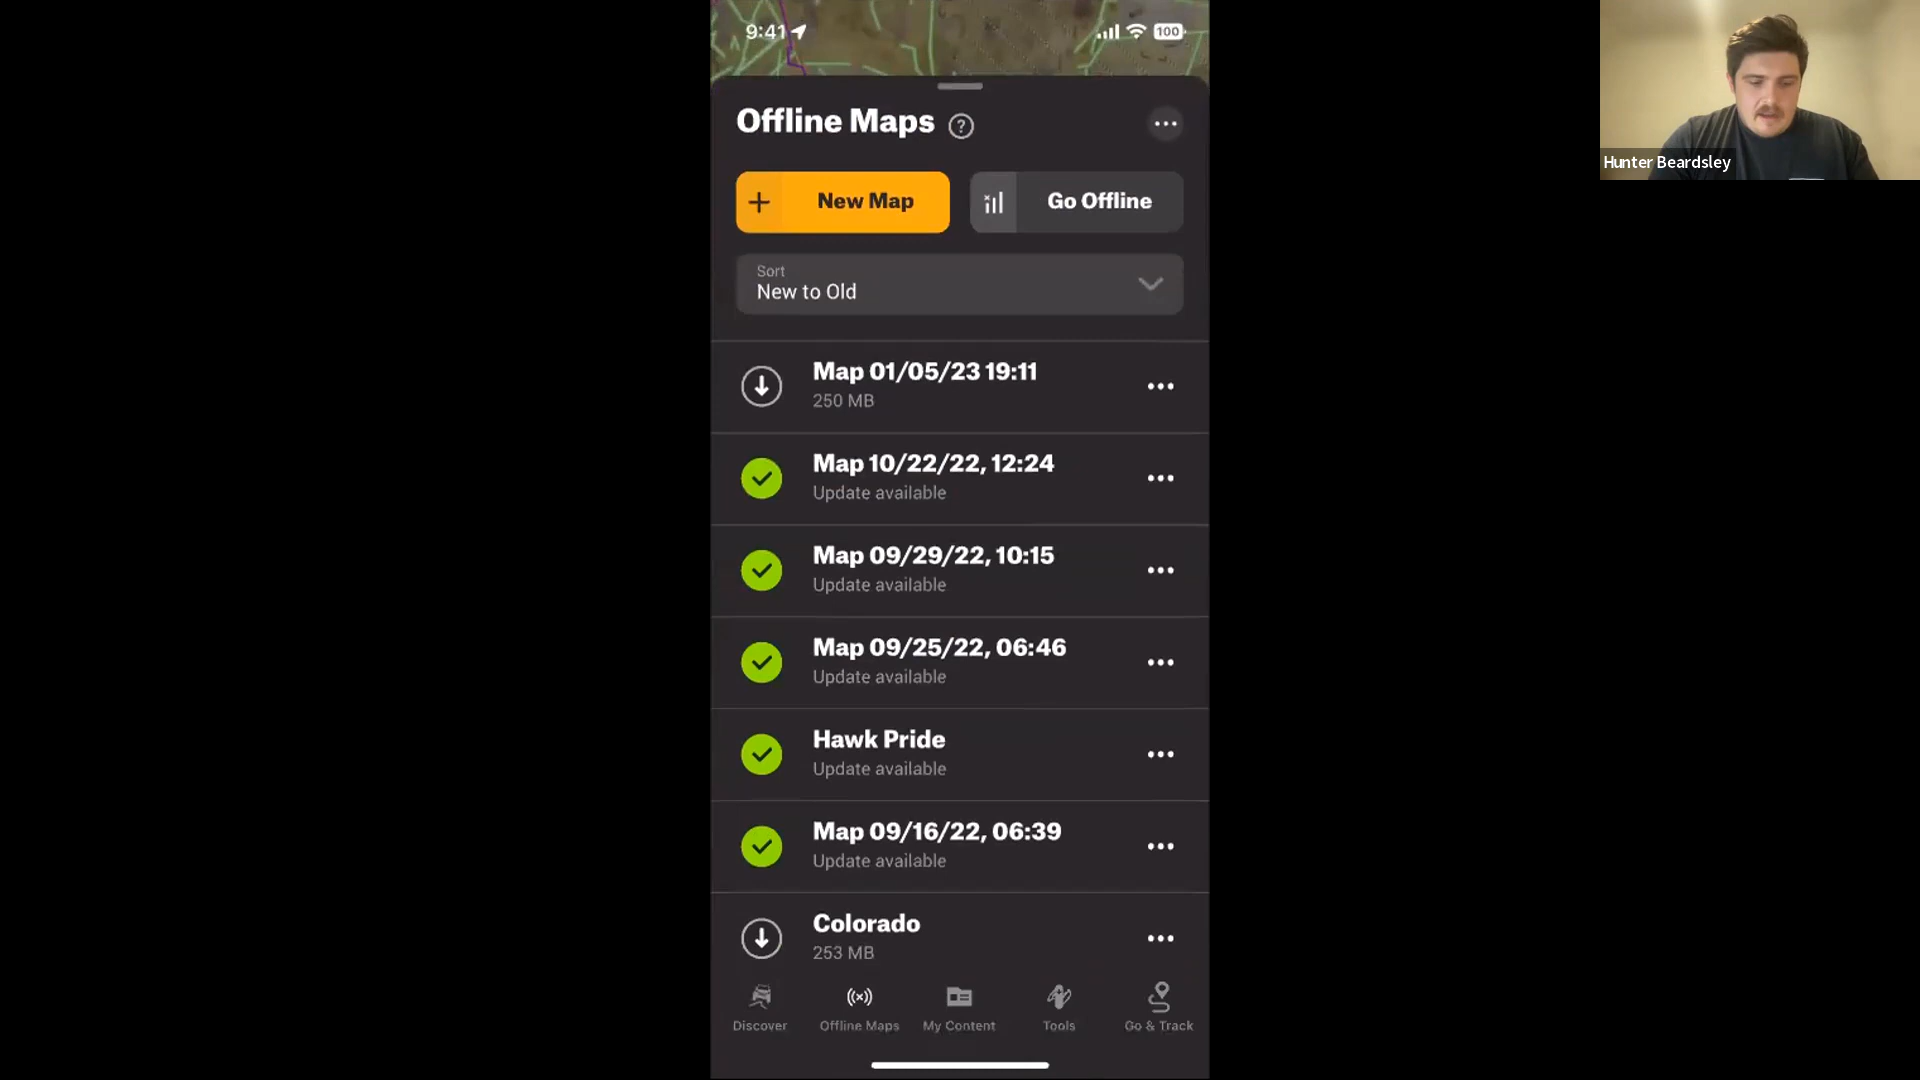 9:41
100
Offline Maps ?
New Map
Go Offline
Sort
New to Old
Map 01/05/23 19:11
250 MB
Map 10/22/22, 12:24
Update available
Map 09/29/22, 10:15
Update available
Map 09/25/22, 06:46
Update available
Hawk Pride
Update available
Map 09/16/22, 06:39
Update available
Colorado
253 MB
Discover
Offline Maps
My Content
Tools
Go & Track
Hunter Beardsley